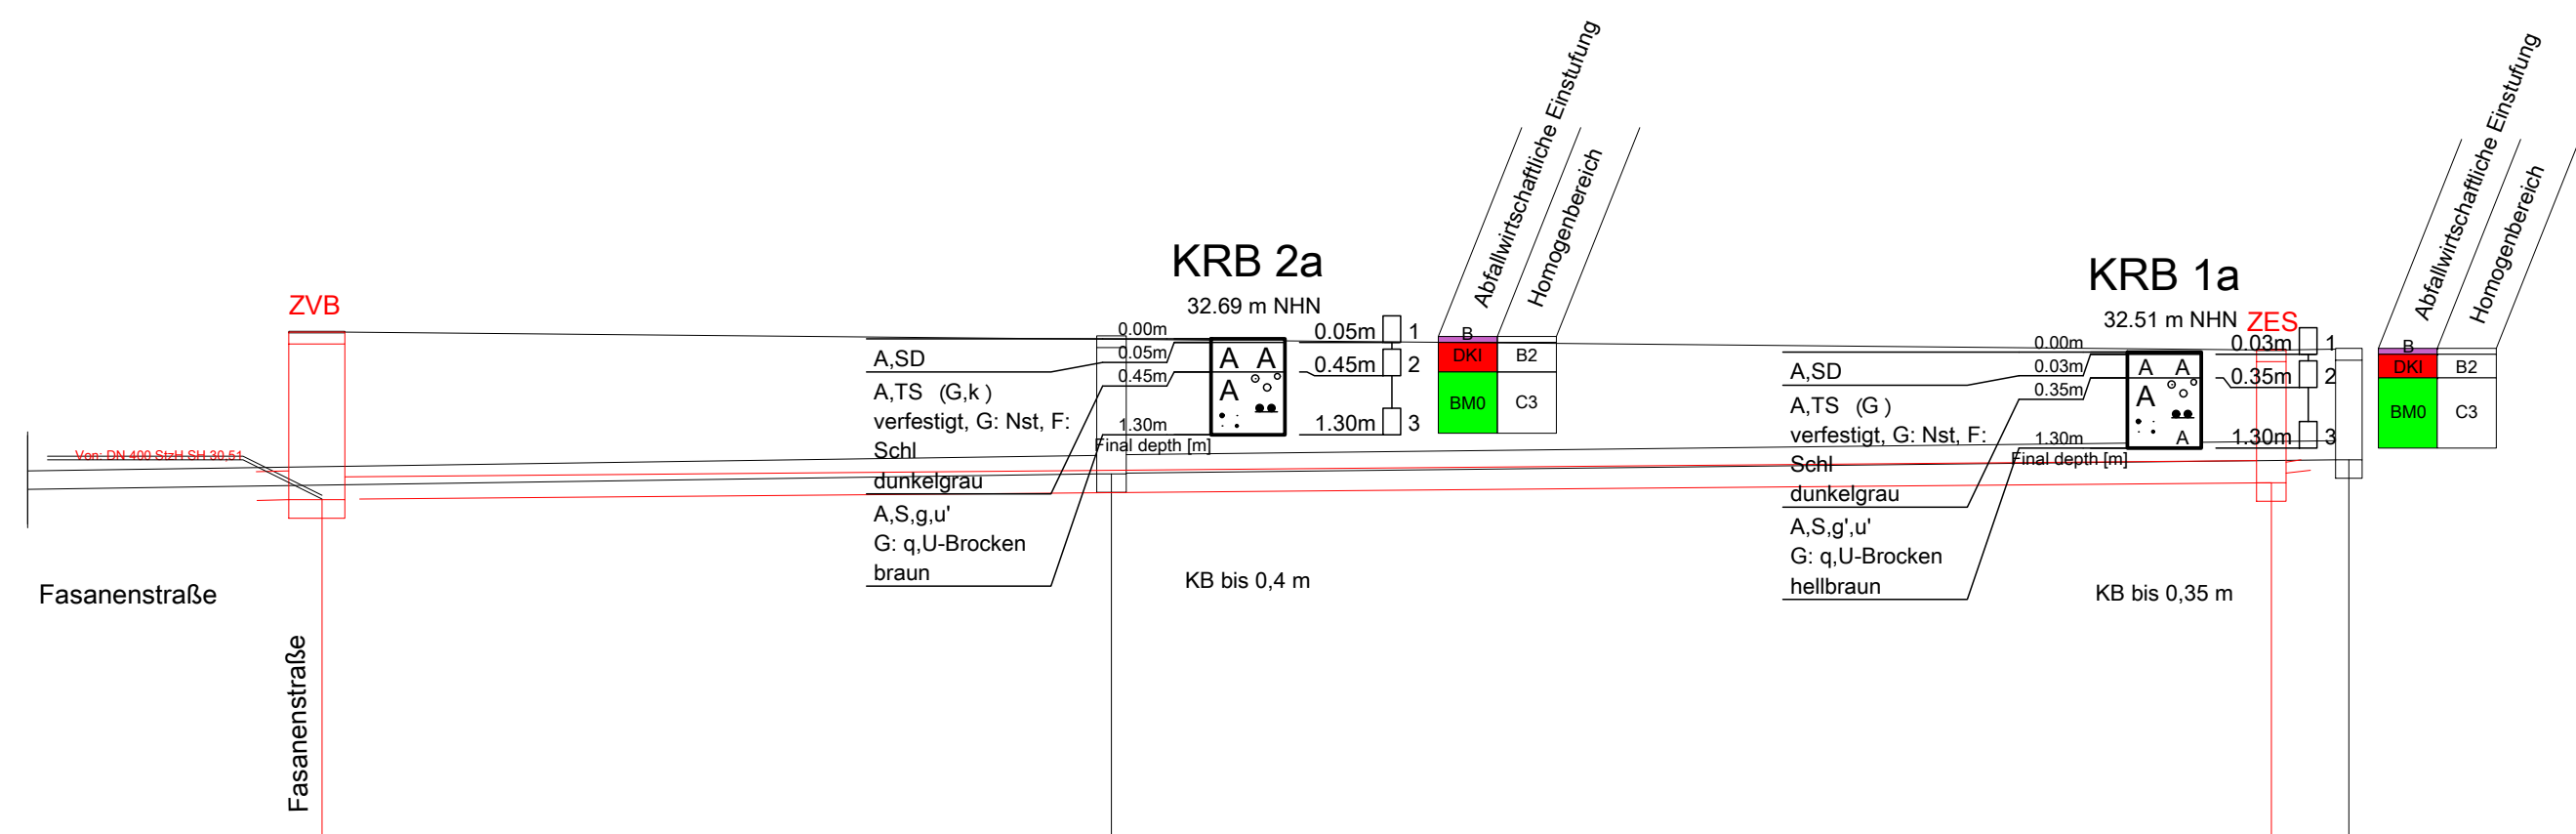 Abfallwirtschaftliche Einstufung
Homogenbereich
Abfallwirtschaftliche Einstufung
Homogenbereich
KRB 2a
32.69 m NHN
KRB 1a
32.51 m NHN
ZVB
ZES
0.00m
0.05m
0.45m
1.30m
Final depth [m]
A,SD
A,TS (G,k )
verfestigt, G: Nst, F:
Schl
dunkelgrau
A,S,g,u'
G: q,U-Brocken
braun
A A
A
0.05m 1
0.45m 2
1.30m 3
B
DKI B2
BM0 C3
KB bis 0,4 m
0.00m
0.03m
0.35m
1.30m
Final depth [m]
A,SD
A,TS (G )
verfestigt, G: Nst, F:
Schl
dunkelgrau
A,S,g',u'
G: q,U-Brocken
hellbraun
A A
A
A
0.03m 1
0.35m 2
1.30m 3
B
DKI B2
BM0 C3
KB bis 0,35 m
Von: DN 400 StzH SH 30,51
Fasanenstraße
Fasanenstraße